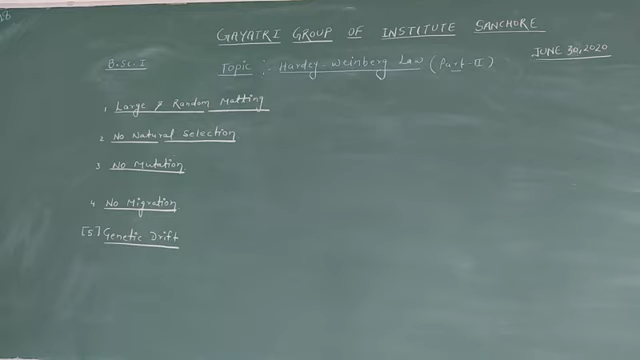 GAYATRI GROUP OF INSTITUTE SANCHORE
JUNE 30, 2020
B.Sc. I
Topic :- Hardey-Weinberg Law (Part-II)
1. Large & Random Matting
2 No Natural Selection
3 No Mutation
4. No Migration
[5] Genetic Drift